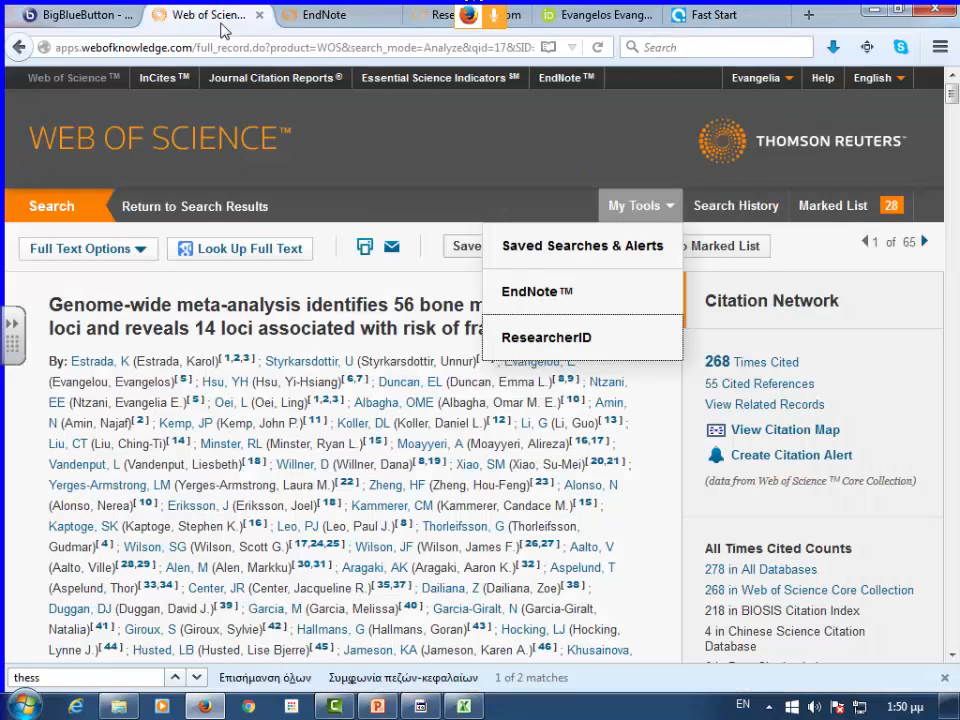 BigBlueButton - ...
Web of Scien...
EndNote
Rese
om
Evangelos Evang...
Fast Start
apps.webofknowledge.com/full_record.do?product=WOS&search_mode=Analyze&qid=17&SID:
Search
Web of Science™ InCites™ Journal Citation Reports® Essential Science Indicators℠ EndNote™ Evangelia Help English
WEB OF SCIENCE™
THOMSON REUTERS™
Search Return to Search Results My Tools Search History Marked List 28
Full Text Options Look Up Full Text Save Marked List 1 of 65
Saved Searches & Alerts
EndNote™
ResearcherID
Genome-wide meta-analysis identifies 56 bone m
loci and reveals 14 loci associated with risk of fra
By: Estrada, K (Estrada, Karol)[ 1,2,3 ] ; Styrkarsdottir, U (Styrkarsdottir, Unnur)
(Evangelou, Evangelos)[ 5 ] ; Hsu, YH (Hsu, Yi-Hsiang)[ 6,7 ] ; Duncan, EL (Duncan, Emma L.)[ 8,9 ] ; Ntzani,
EE (Ntzani, Evangelia E.)[ 5 ] ; Oei, L (Oei, Ling)[ 1,2,3 ] ; Albagha, OME (Albagha, Omar M. E.)[ 10 ] ; Amin,
N (Amin, Najaf)[ 2 ] ; Kemp, JP (Kemp, John P.)[ 11 ] ; Koller, DL (Koller, Daniel L.)[ 12 ] ; Li, G (Li, Guo)[ 13 ] ;
Liu, CT (Liu, Ching-Ti)[ 14 ] ; Minster, RL (Minster, Ryan L.)[ 15 ] ; Moayyeri, A (Moayyeri, Alireza)[ 16,17 ] ;
Vandenput, L (Vandenput, Liesbeth)[ 18 ] ; Willner, D (Willner, Dana)[ 8,19 ] ; Xiao, SM (Xiao, Su-Mei)[ 20,21 ] ;
Yerges-Armstrong, LM (Yerges-Armstrong, Laura M.)[ 22 ] ; Zheng, HF (Zheng, Hou-Feng)[ 23 ] ; Alonso, N
(Alonso, Nerea)[ 10 ] ; Eriksson, J (Eriksson, Joel)[ 18 ] ; Kammerer, CM (Kammerer, Candace M.)[ 15 ] ;
Kaptoge, SK (Kaptoge, Stephen K.)[ 16 ] ; Leo, PJ (Leo, Paul J.)[ 8 ] ; Thorleifsson, G (Thorleifsson,
Gudmar)[ 4 ] ; Wilson, SG (Wilson, Scott G.)[ 17,24,25 ] ; Wilson, JF (Wilson, James F.)[ 26,27 ] ; Aalto, V
(Aalto, Ville)[ 28,29 ] ; Alen, M (Alen, Markku)[ 30,31 ] ; Aragaki, AK (Aragaki, Aaron K.)[ 32 ] ; Aspelund, T
(Aspelund, Thor)[ 33,34 ] ; Center, JR (Center, Jacqueline R.)[ 35,37 ] ; Dailiana, Z (Dailiana, Zoe)[ 38 ] ;
Duggan, DJ (Duggan, David J.)[ 39 ] ; Garcia, M (Garcia, Melissa)[ 40 ] ; Garcia-Giralt, N (Garcia-Giralt,
Natalia)[ 41 ] ; Giroux, S (Giroux, Sylvie)[ 42 ] ; Hallmans, G (Hallmans, Goran)[ 43 ] ; Hocking, LJ (Hocking,
Lynne J.)[ 44 ] ; Husted, LB (Husted, Lise Bjerre)[ 45 ] ; Jameson, KA (Jameson, Karen A.)[ 46 ] ; Khusainova,
Citation Network
268 Times Cited
55 Cited References
View Related Records
View Citation Map
Create Citation Alert
(data from Web of Science™ Core Collection)
All Times Cited Counts
278 in All Databases
268 in Web of Science Core Collection
218 in BIOSIS Citation Index
4 in Chinese Science Citation
Database
thess Επισήμανση όλων Συμφωνία πεζών-κεφαλαίων 1 of 2 matches
1:50 μμ